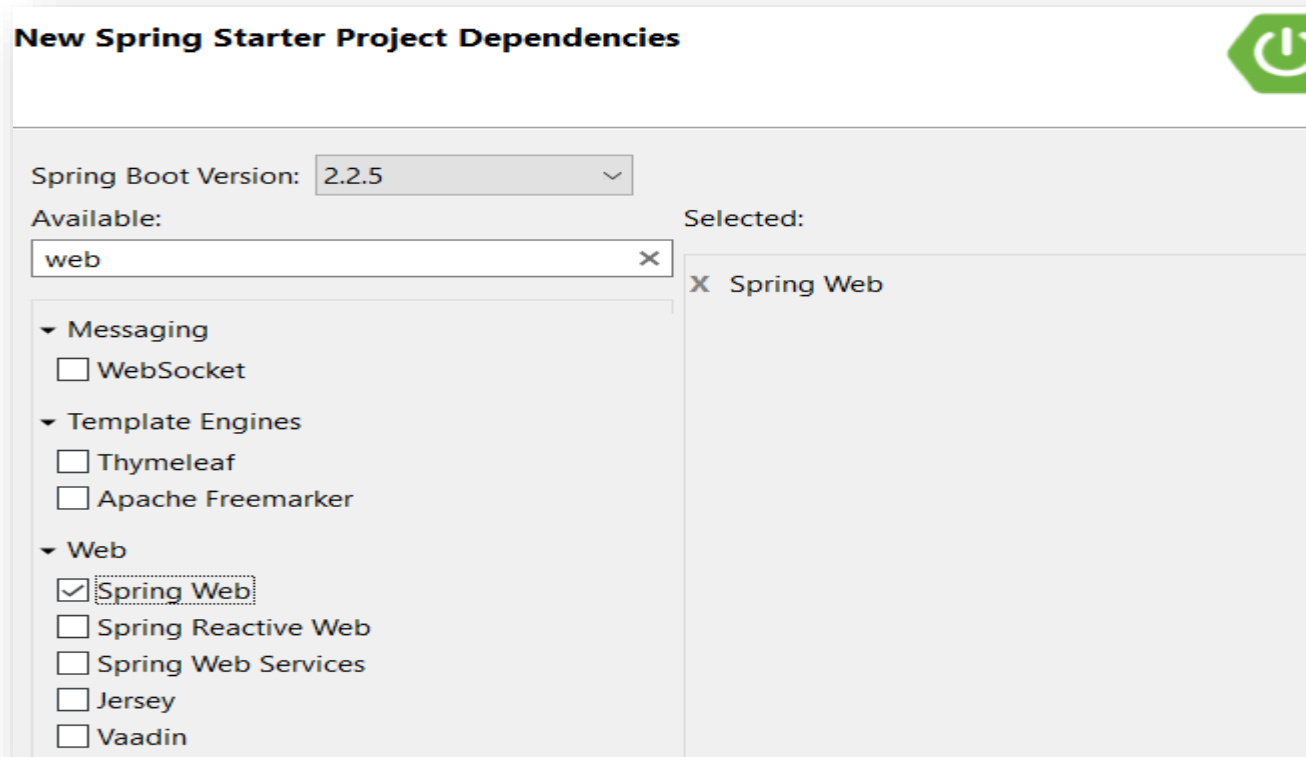 New Spring Starter Project Dependencies
Spring Boot Version: 2.2.5
Available:
Selected:
web
X Spring Web
Messaging
WebSocket
Template Engines
Thymeleaf
Apache Freemarker
Web
Spring Web
Spring Reactive Web
Spring Web Services
Jersey
Vaadin